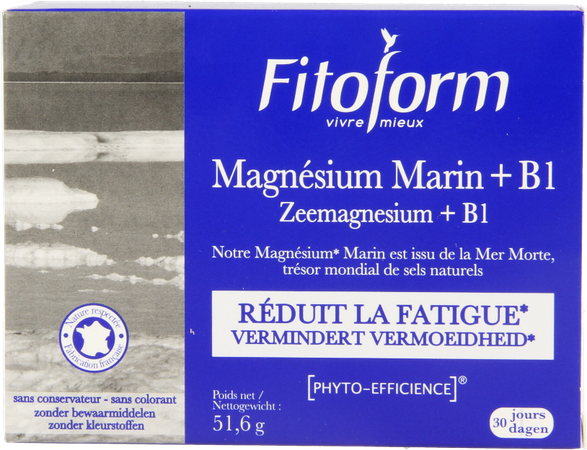 Fitoform
vivre mieux
Magnésium Marin + B1
Zeemagnesium + B1
Notre Magnésium* Marin est issu de la Mer Morte,
trésor mondial de sels naturels
RÉDUIT LA FATIGUE*
VERMINDERT VERMOEIDHEID*
[PHYTO-EFFICIENCE]®
Nature respectée
Fabrication française
sans conservateur - sans colorant
zonder bewaarmiddelen
zonder kleurstoffen
Poids net /
Nettogewicht :
51,6 g
30 jours
dagen